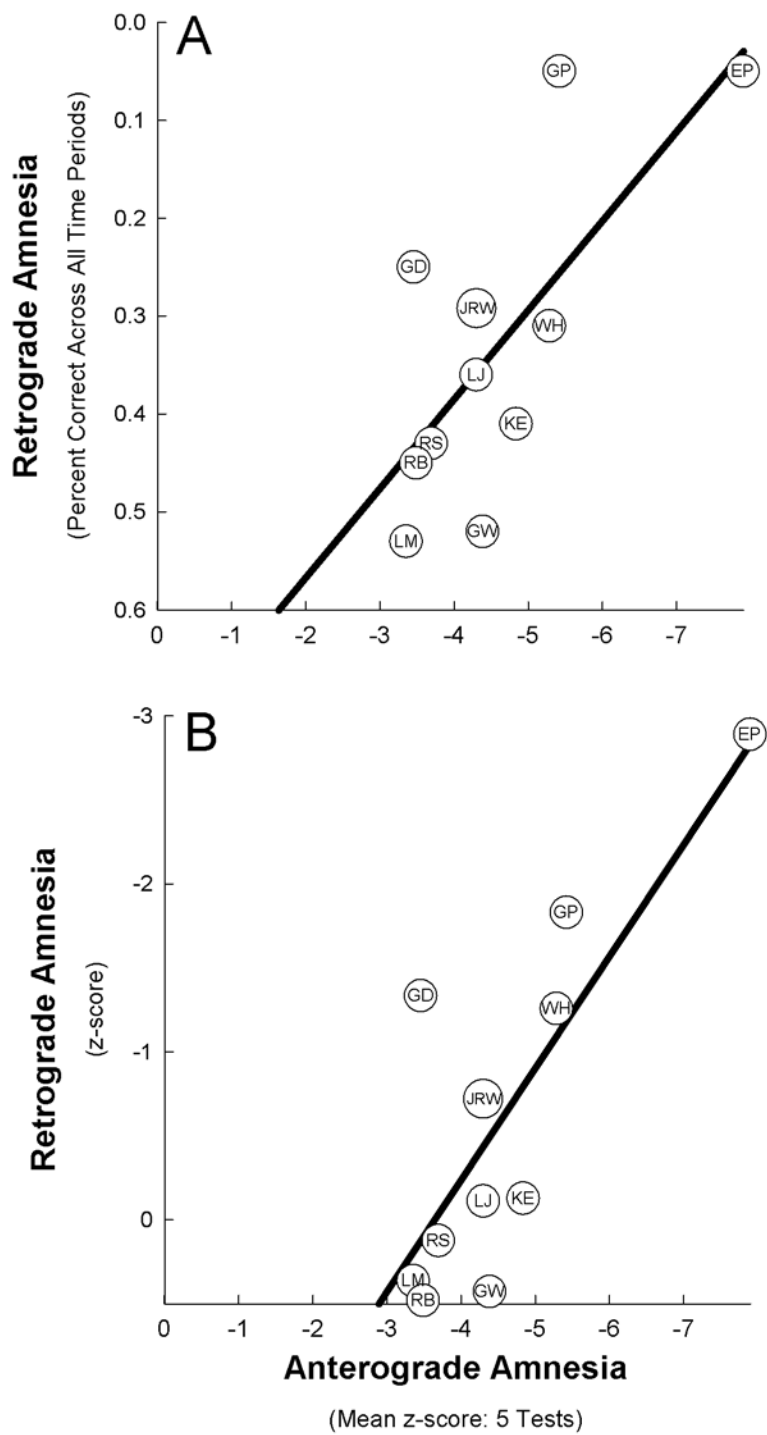 A
Retrograde Amnesia
(Percent Correct Across All Time Periods)
0.0
0.1
0.2
0.3
0.4
0.5
0.6
GP
EP
GD
JRW
WH
LJ
KE
RS
RB
LM
GW
0 -1 -2 -3 -4 -5 -6 -7
B
Retrograde Amnesia
(z-score)
-3
-2
-1
0
EP
GP
GD
WH
JRW
LJ
KE
RS
LM
RB
GW
0 -1 -2 -3 -4 -5 -6 -7
Anterograde Amnesia
(Mean z-score: 5 Tests)